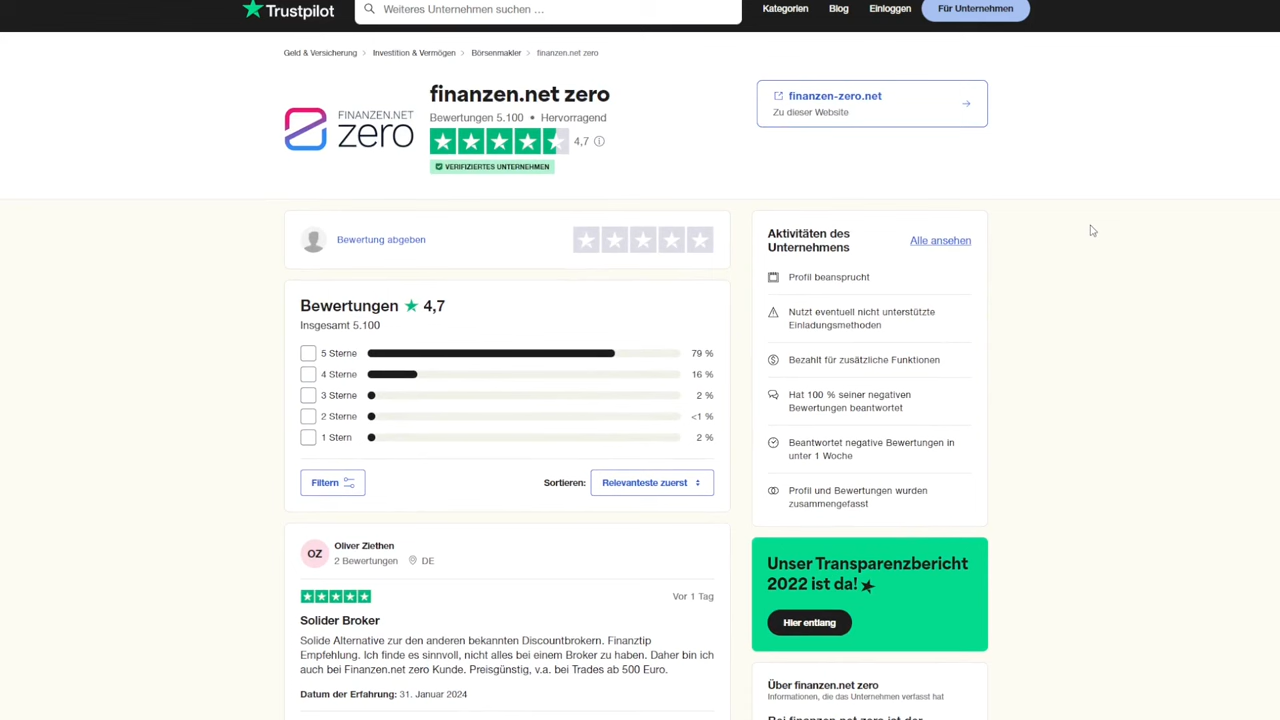 Trustpilot
Weiteres Unternehmen suchen ...
Kategorien
Blog
Einloggen
Für Unternehmen
Geld & Versicherung > Investition & Vermögen > Börsenmakler > finanzen.net zero
FINANZEN.NET
zero
finanzen.net zero
Bewertungen 5.100 • Hervorragend
4,7
VERIFIZIERTES UNTERNEHMEN
finanzen-zero.net
Zu dieser Website
Bewertung abgeben
Bewertungen ★ 4,7
Insgesamt 5.100
5 Sterne 79 %
4 Sterne 16 %
3 Sterne 2 %
2 Sterne <1 %
1 Stern 2 %
Filtern
Sortieren: Relevanteste zuerst
OZ
Oliver Ziethen
2 Bewertungen DE
Vor 1 Tag
Solider Broker
Solide Alternative zur den anderen bekannten Discountbrokern. Finanztip
Empfehlung. Ich finde es sinnvoll, nicht alles bei einem Broker zu haben. Daher bin ich
auch bei Finanzen.net zero Kunde. Preisgünstig, v.a. bei Trades ab 500 Euro.
Datum der Erfahrung: 31. Januar 2024
Aktivitäten des
Unternehmens
Alle ansehen
Profil beansprucht
Nutzt eventuell nicht unterstützte
Einladungsmethoden
Bezahlt für zusätzliche Funktionen
Hat 100 % seiner negativen
Bewertungen beantwortet
Beantwortet negative Bewertungen in
unter 1 Woche
Profil und Bewertungen wurden
zusammengefasst
Unser Transparenzbericht
2022 ist da!
Hier entlang
Über finanzen.net zero
Informationen, die das Unternehmen verfasst hat
Bei finanzen.net zero ist der